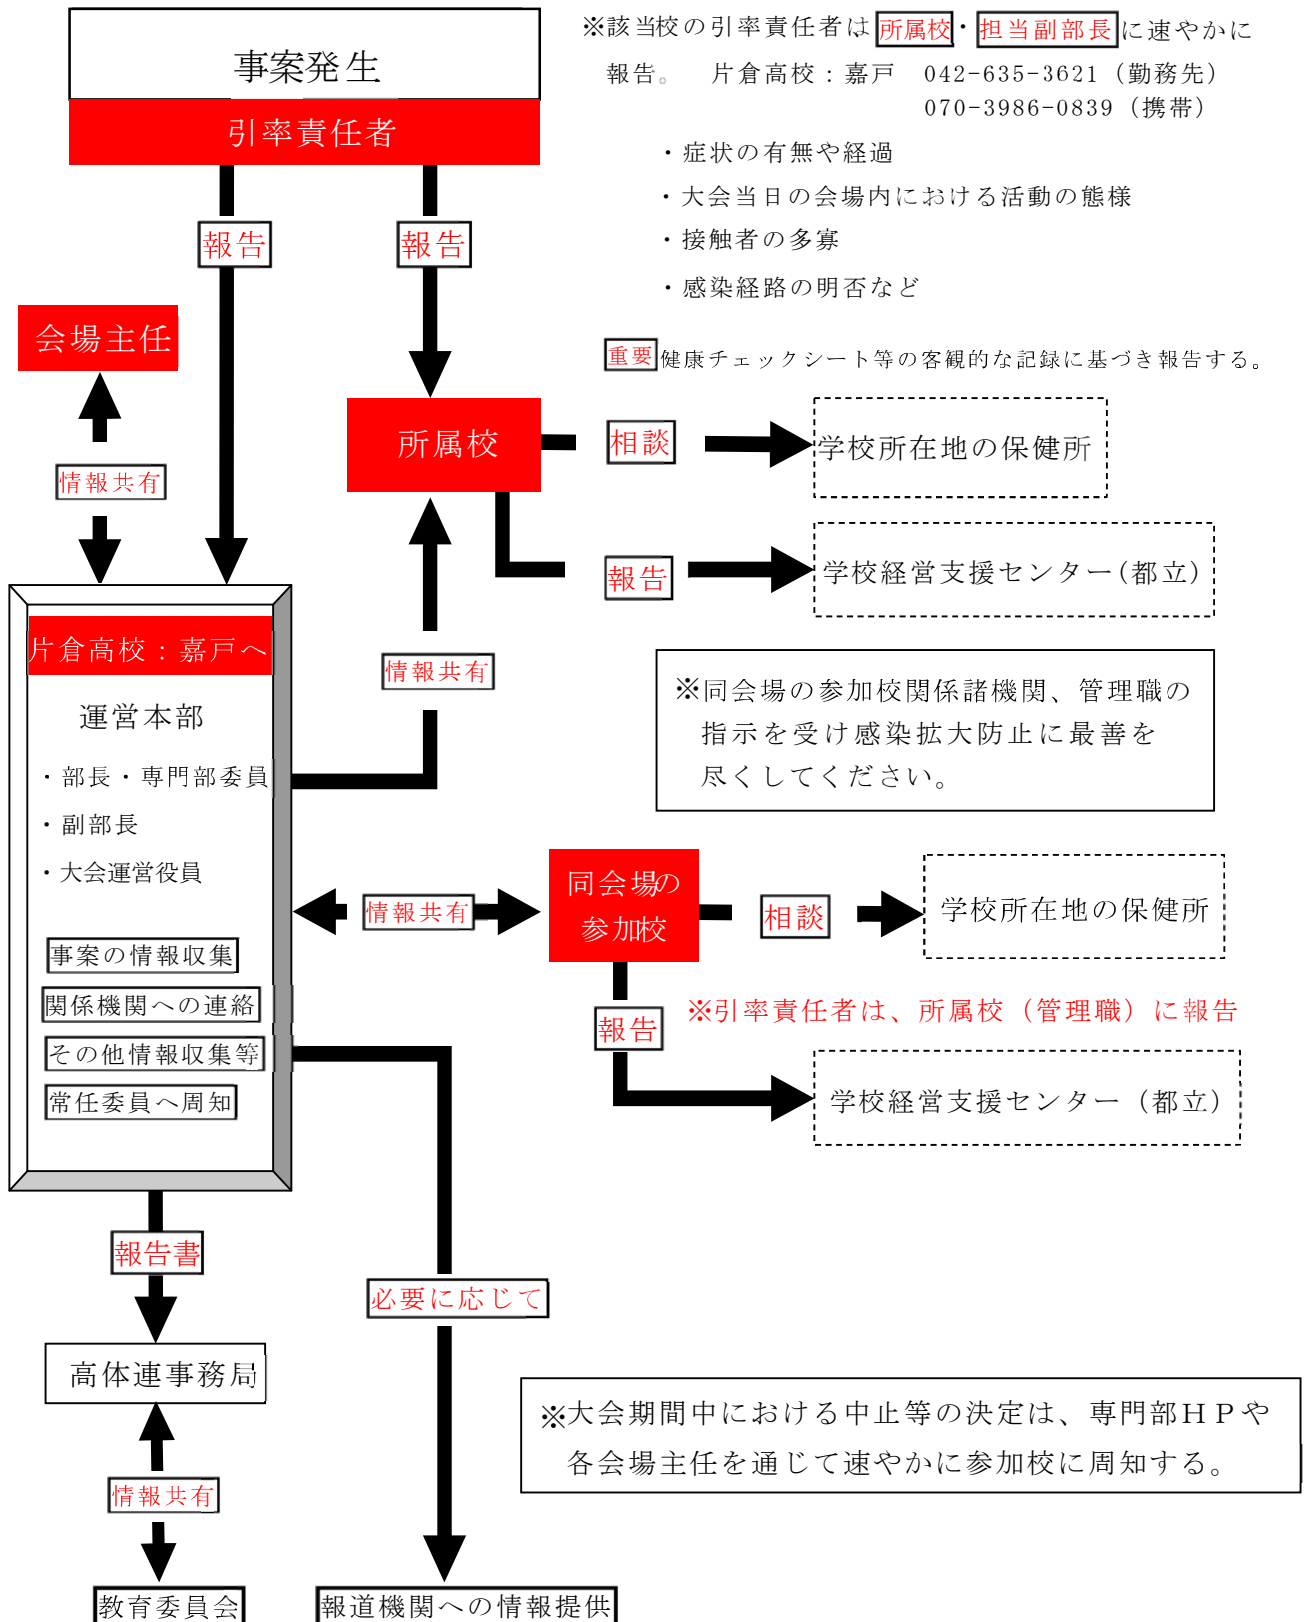 事案発生
引率責任者
※該当校の引率責任者は所属校・担当副部長に速やかに
報告。 片倉高校：嘉戸 042-635-3621（勤務先）
070-3986-0839（携帯）
・症状の有無や経過
・大会当日の会場内における活動の態様
・接触者の多寡
・感染経路の明否など
重要 健康チェックシート等の客観的な記録に基づき報告する。
報告
報告
会場主任
情報共有
所属校
相談
学校所在地の保健所
報告
学校経営支援センター（都立）
片倉高校：嘉戸へ
運営本部
・部長・専門部委員
・副部長
・大会運営役員
事案の情報収集
関係機関への連絡
その他情報収集等
常任委員へ周知
情報共有
※同会場の参加校関係諸機関、管理職の
指示を受け感染拡大防止に最善を
尽くしてください。
情報共有
同会場の
参加校
相談
学校所在地の保健所
報告
※引率責任者は、所属校（管理職）に報告
学校経営支援センター（都立）
報告書
必要に応じて
高体連事務局
※大会期間中における中止等の決定は、専門部ＨＰや
各会場主任を通じて速やかに参加校に周知する。
情報共有
教育委員会
報道機関への情報提供